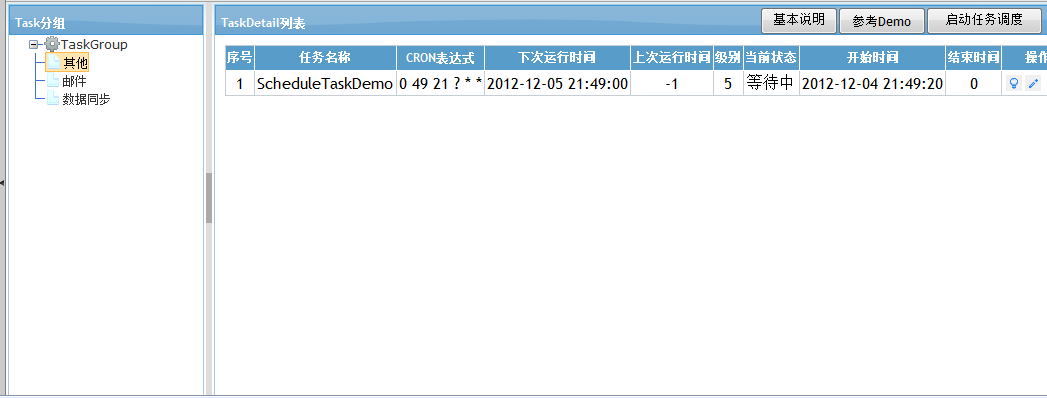 Task分组
TaskGroup
其他
邮件
数据同步
TaskDetail列表 基本说明 参考Demo 启动任务调度
序号 任务名称 CRON表达式 下次运行时间 上次运行时间 级别 当前状态 开始时间 结束时间 操作
1 ScheduleTaskDemo 0 49 21 ? * * 2012-12-05 21:49:00 -1 5 等待中 2012-12-04 21:49:20 0